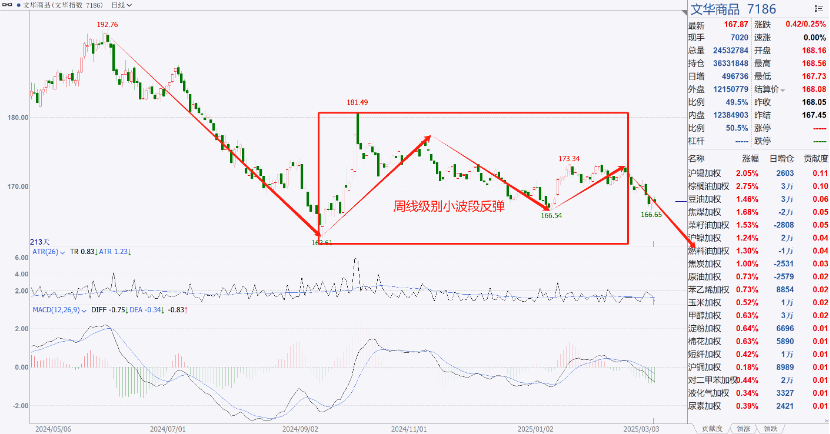 文华商品(文华指数 7186) 日线
文华商品 7186
192.76
181.49
180.00
173.34
170.00
周线级别小波段反弹
166.54
166.65
162.61
213天
ATR(26) TR 0.83↓ ATR 1.23↓
6.00
4.00
2.00
MACD(12,26,9) DIFF -0.75↓ DEA -0.34↓ -0.83↑
2.00
0.00
-2.00
2024/05/06 2024/07/01 2024/09/02 2024/11/01 2025/01/02 2025/03/03
最新 167.87 涨跌 0.42/0.25%
现手 7020 速涨 0.00%
总量 24532784 开盘 168.16
持仓 36331848 最高 168.56
日增 496736 最低 167.73
外盘 12150779 结算价 168.08
比例 49.5% 昨收 168.05
内盘 12384903 昨结 167.45
比例 50.5% 涨停 -----
杠杆 ----- 跌停 -----
名称 涨幅 日增仓 贡献度
沪银加权 2.05% 2603 0.11
棕榈油加权 2.75% 3万 0.10
豆油加权 1.46% 3万 0.06
焦煤加权 1.68% -2万 0.05
菜籽油加权 1.53% -2808 0.05
沪锡加权 1.24% 2万 0.04
燃料油加权 1.30% -1万 0.04
焦炭加权 1.00% -2531 0.03
原油加权 0.73% -2579 0.02
苯乙烯加权 0.73% 8854 0.02
玉米加权 0.52% 1万 0.02
甲醇加权 0.63% 3万 0.02
淀粉加权 0.64% 6696 0.01
棉花加权 0.63% 5890 0.01
短纤加权 0.42% 1万 0.01
沪铜加权 0.18% 8989 0.01
对二甲苯加权 0.44% 2万 0.01
液化气加权 0.34% 3327 0.01
尿素加权 0.39% 2421 0.01
贡献度 领涨 领跌